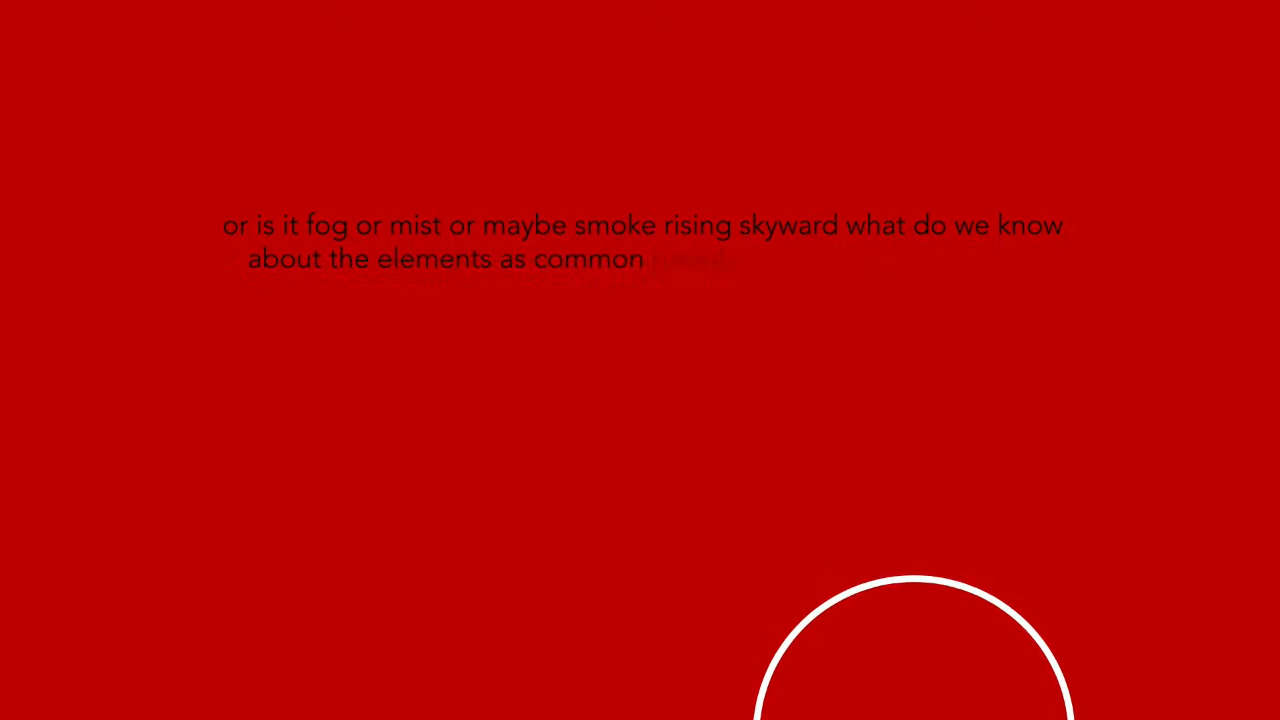 or is it fog or mist or maybe smoke rising skyward what do we know
about the elements as common